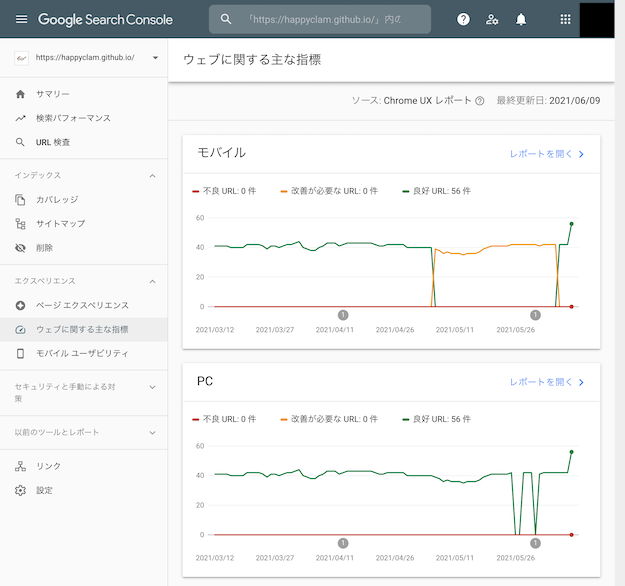 Google Search Console
「https://happyclam.github.io/」内の
https://happyclam.github.io/
ウェブに関する主な指標
ソース: Chrome UX レポート
最終更新日: 2021/06/09
サマリー
検索パフォーマンス
URL 検査
インデックス
カバレッジ
サイトマップ
削除
エクスペリエンス
ページ エクスペリエンス
ウェブに関する主な指標
モバイル ユーザビリティ
セキュリティと手動による対
策
以前のツールとレポート
リンク
設定
モバイル
レポートを開く
不良 URL: 0 件
改善が必要な URL: 0 件
良好 URL: 56 件
60
40
20
0
1
1
2021/03/12
2021/03/27
2021/04/11
2021/04/26
2021/05/11
2021/05/26
PC
レポートを開く
不良 URL: 0 件
改善が必要な URL: 0 件
良好 URL: 56 件
60
40
20
0
1
1
2021/03/12
2021/03/27
2021/04/11
2021/04/26
2021/05/11
2021/05/26